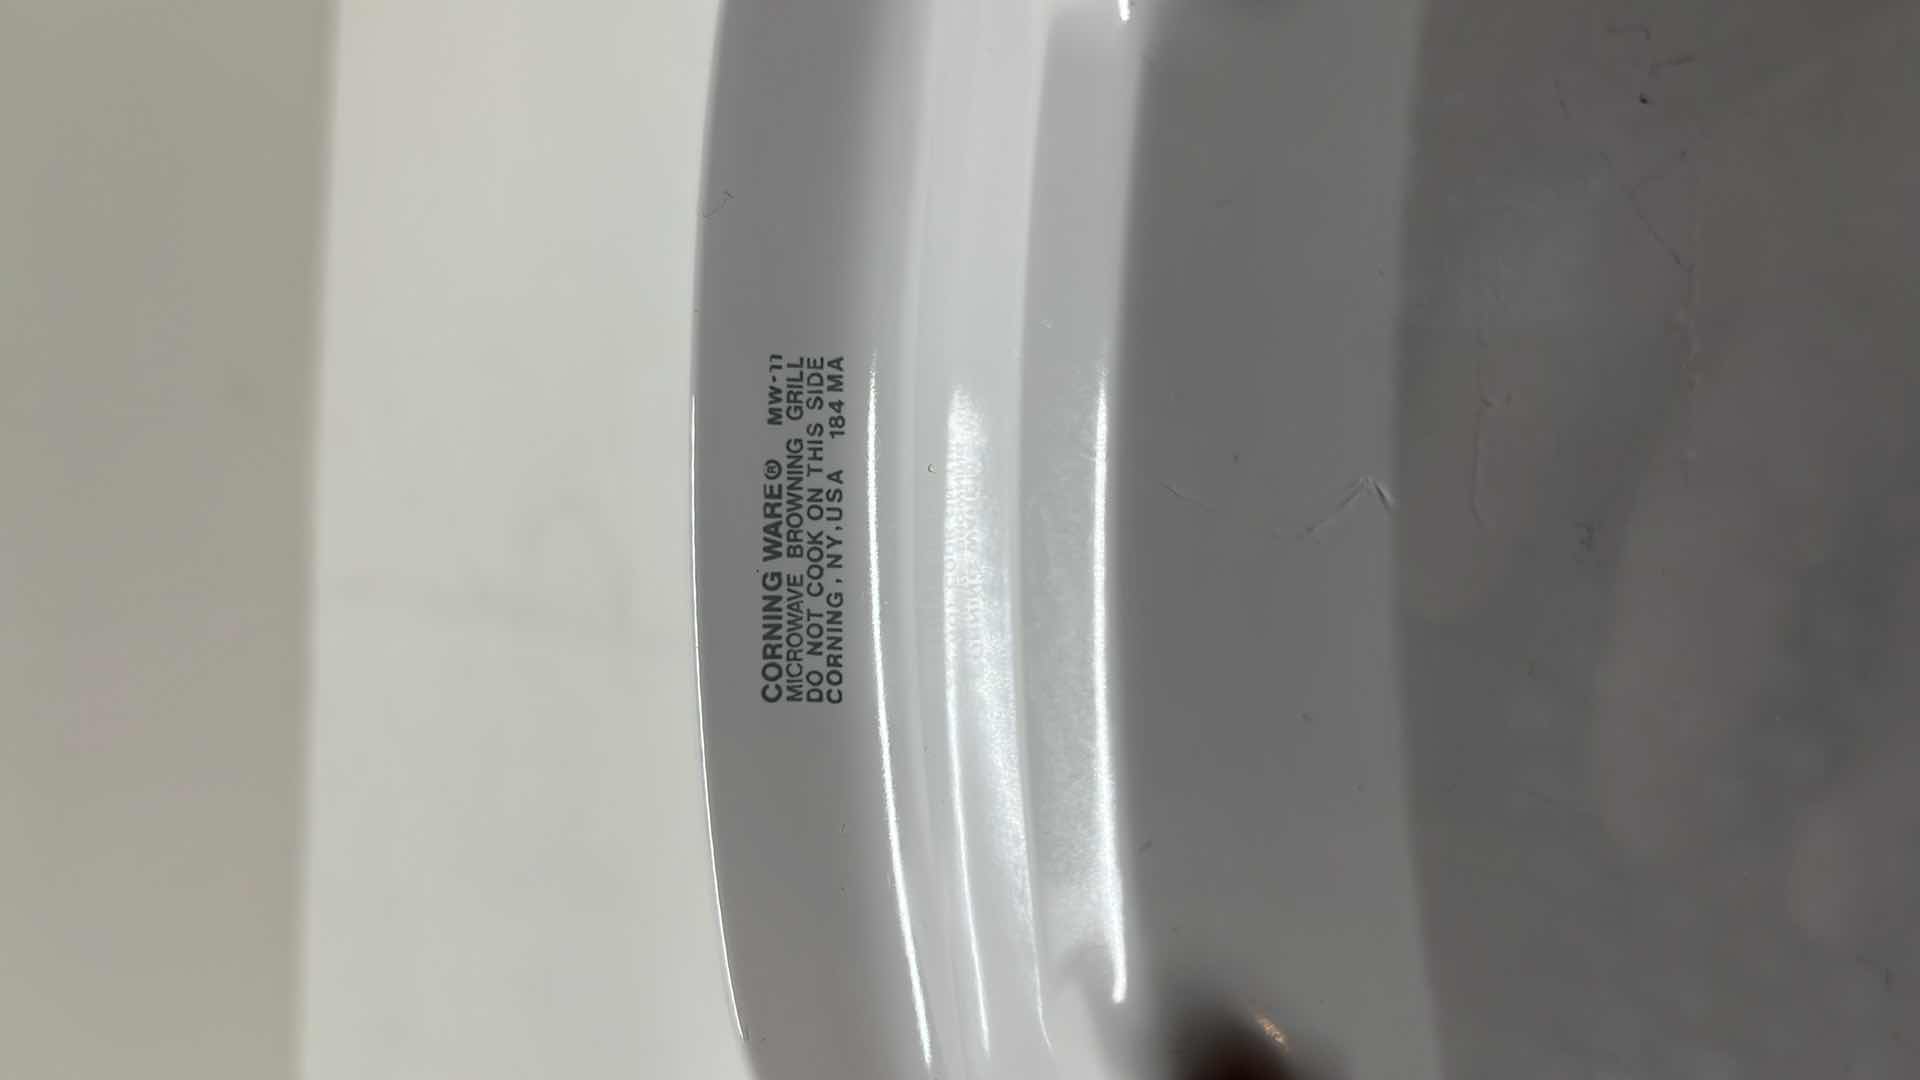 CORNING WARE® MW-11
MICROWAVE BROWNING GRILL
DO NOT COOK ON THIS SIDE
CORNING, NY, USA 184 MA